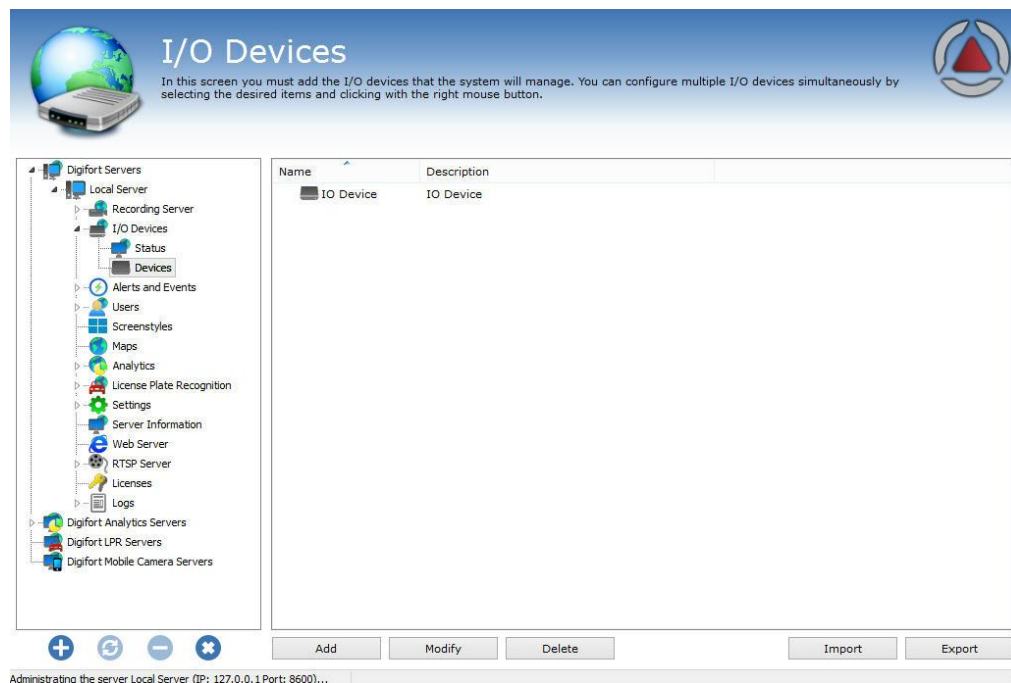 I/O Devices
In this screen you must add the I/O devices that the system will manage. You can configure multiple I/O devices simultaneously by
selecting the desired items and clicking with the right mouse button.
Digifort Servers
Local Server
Recording Server
I/O Devices
Status
Devices
Alerts and Events
Users
Screenstyles
Maps
Analytics
License Plate Recognition
Settings
Server Information
Web Server
RTSP Server
Licenses
Logs
Digifort Analytics Servers
Digifort LPR Servers
Digifort Mobile Camera Servers
Name Description
IO Device IO Device
Add Modify Delete Import Export
Administrating the server Local Server (IP: 127.0.0.1 Port: 8600)...